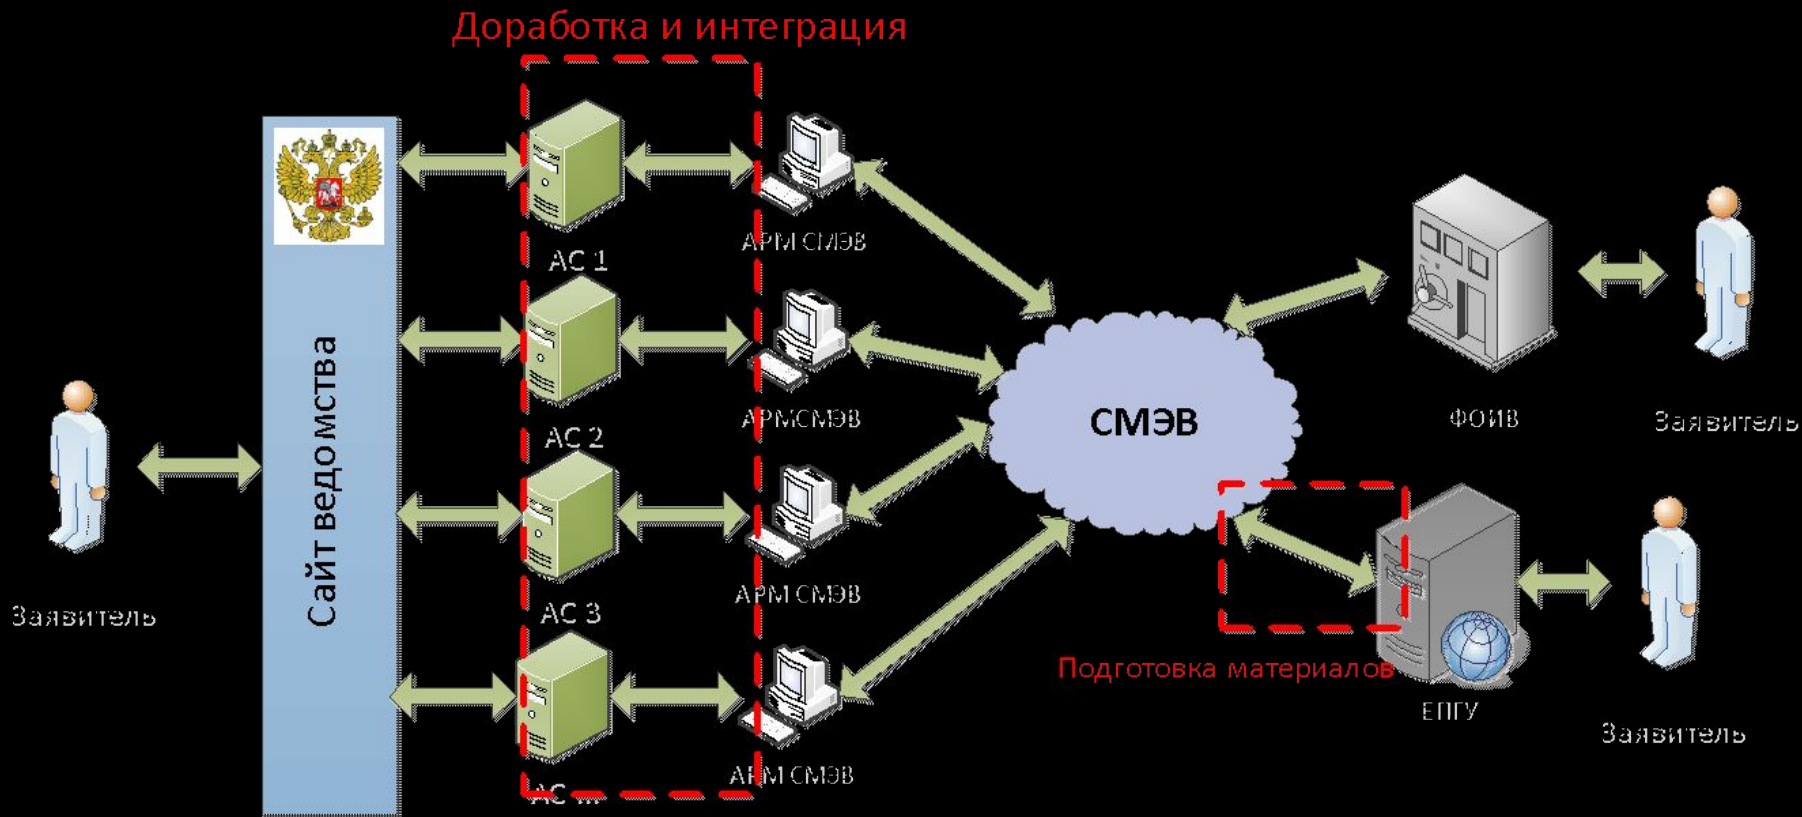 Доработка и интеграция
АС 1
АРМ СМЭВ
АС 2
АРМСМЭВ
АС 3
АРМ СМЭВ
АС ...
АРМ СМЭВ
Заявитель
Сайт ведомства
СМЭВ
ФОИВ
Заявитель
Подготовка материалов
ЕПГУ
Заявитель